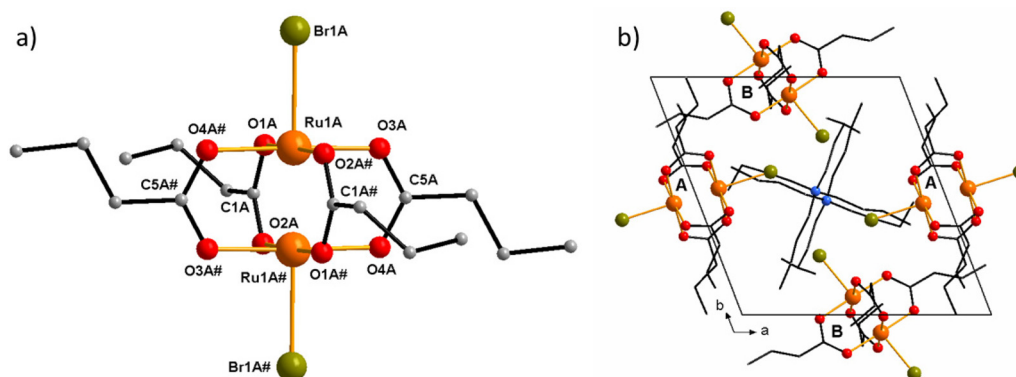 a)
Br1A
O4A#
O1A
Ru1A
O3A
O2A#
C5A#
C1A
C1A#
C5A
O2A
O3A#
Ru1A#
O1A#
O4A
Br1A#
b)
B
A
A
B
b
a